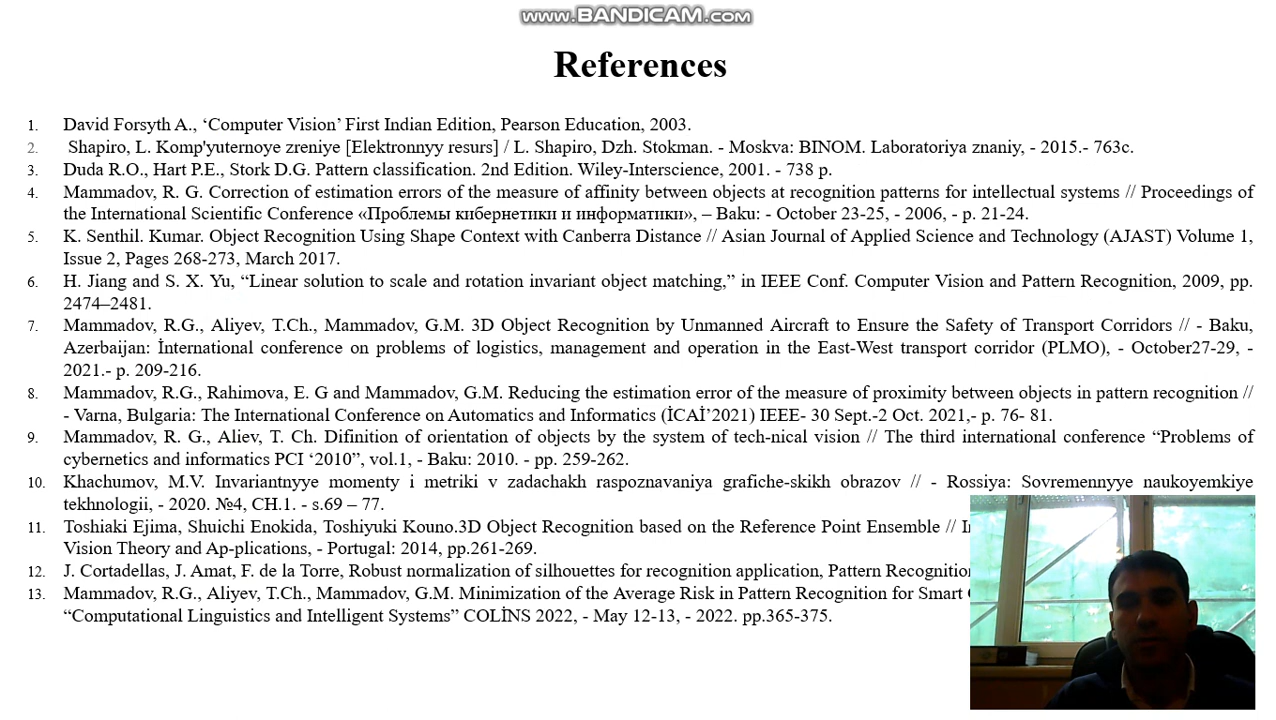 www.BANDICAM.com
References
1. David Forsyth A., ‘Computer Vision’ First Indian Edition, Pearson Education, 2003.
2. Shapiro, L. Komp'yuternoye zreniye [Elektronnyy resurs] / L. Shapiro, Dzh. Stokman. - Moskva: BINOM. Laboratoriya znaniy, - 2015.- 763c.
3. Duda R.O., Hart P.E., Stork D.G. Pattern classification. 2nd Edition. Wiley-Interscience, 2001. - 738 p.
4. Mammadov, R. G. Correction of estimation errors of the measure of affinity between objects at recognition patterns for intellectual systems // Proceedings of
the International Scientific Conference «Проблемы кибернетики и информатики», – Baku: - October 23-25, - 2006, - p. 21-24.
5. K. Senthil. Kumar. Object Recognition Using Shape Context with Canberra Distance // Asian Journal of Applied Science and Technology (AJAST) Volume 1,
Issue 2, Pages 268-273, March 2017.
6. H. Jiang and S. X. Yu, “Linear solution to scale and rotation invariant object matching,” in IEEE Conf. Computer Vision and Pattern Recognition, 2009, pp.
2474–2481.
7. Mammadov, R.G., Aliyev, T.Ch., Mammadov, G.M. 3D Object Recognition by Unmanned Aircraft to Ensure the Safety of Transport Corridors // - Baku,
Azerbaijan: İnternational conference on problems of logistics, management and operation in the East-West transport corridor (PLMO), - October27-29, -
2021.- p. 209-216.
8. Mammadov, R.G., Rahimova, E. G and Mammadov, G.M. Reducing the estimation error of the measure of proximity between objects in pattern recognition //
- Varna, Bulgaria: The International Conference on Automatics and Informatics (İCAİ’2021) IEEE- 30 Sept.-2 Oct. 2021,- p. 76- 81.
9. Mammadov, R. G., Aliev, T. Ch. Difinition of orientation of objects by the system of tech-nical vision // The third international conference “Problems of
cybernetics and informatics PCI ‘2010”, vol.1, - Baku: 2010. - pp. 259-262.
10. Khachumov, M.V. Invariantnyye momenty i metriki v zadachakh raspoznavaniya grafiche-skikh obrazov // - Rossiya: Sovremennyye naukoyemkiye
tekhnologii, - 2020. №4, CH.1. - s.69 – 77.
11. Toshiaki Ejima, Shuichi Enokida, Toshiyuki Kouno.3D Object Recognition based on the Reference Point Ensemble //
Vision Theory and Ap-plications, - Portugal: 2014, pp.261-269.
12. J. Cortadellas, J. Amat, F. de la Torre, Robust normalization of silhouettes for recognition application, Pattern Recognition
13. Mammadov, R.G., Aliyev, T.Ch., Mammadov, G.M. Minimization of the Average Risk in Pattern Recognition for Smart
“Computational Linguistics and Intelligent Systems” COLİNS 2022, - May 12-13, - 2022. pp.365-375.